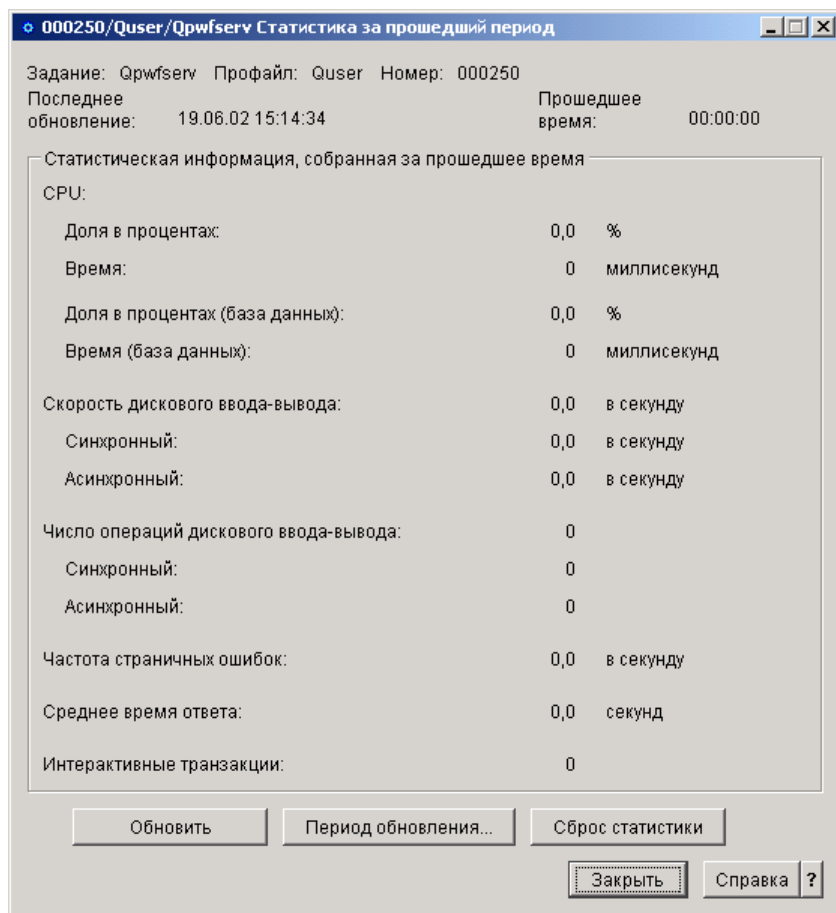 000250/Quser/Qpwfserv Статистика за прошедший период
Задание: Qpwfserv Профайл: Quser Номер: 000250
Последнее обновление: 19.06.02 15:14:34 Прошедшее время: 00:00:00
Статистическая информация, собранная за прошедшее время
CPU:
Доля в процентах: 0,0 %
Время: 0 миллисекунд
Доля в процентах (база данных): 0,0 %
Время (база данных): 0 миллисекунд
Скорость дискового ввода-вывода: 0,0 в секунду
Синхронный: 0,0 в секунду
Асинхронный: 0,0 в секунду
Число операций дискового ввода-вывода: 0
Синхронный: 0
Асинхронный: 0
Частота страничных ошибок: 0,0 в секунду
Среднее время ответа: 0,0 секунд
Интерактивные транзакции: 0
Обновить Период обновления... Сброс статистики
Закрыть Справка ?